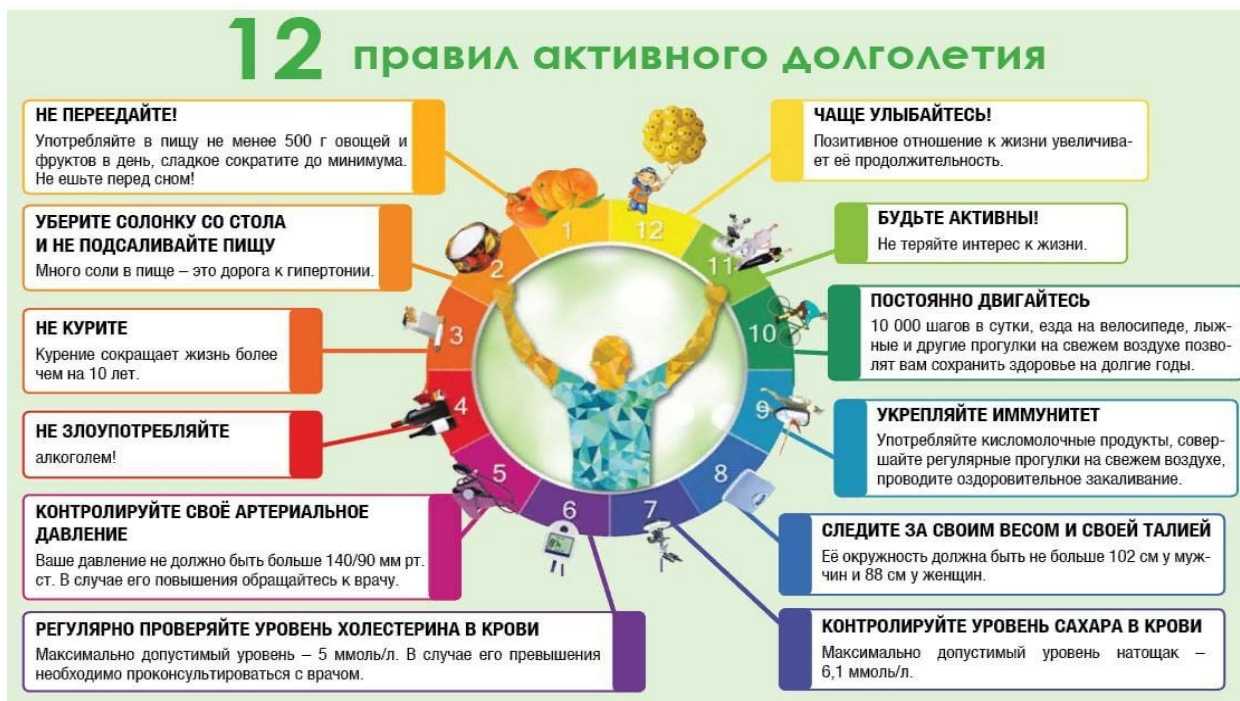 12 правил активного долголетия
НЕ ПЕРЕЕДАЙТЕ!
Употребляйте в пищу не менее 500 г овощей и
фруктов в день, сладкое сократите до минимума.
Не ешьте перед сном!
УБЕРИТЕ СОЛОНКУ СО СТОЛА
И НЕ ПОДСАЛИВАЙТЕ ПИЩУ
Много соли в пище – это дорога к гипертонии.
НЕ КУРИТЕ
Курение сокращает жизнь более
чем на 10 лет.
НЕ ЗЛОУПОТРЕБЛЯЙТЕ
алкоголем!
КОНТРОЛИРУЙТЕ СВОЁ АРТЕРИАЛЬНОЕ
ДАВЛЕНИЕ
Ваше давление не должно быть больше 140/90 мм рт.
ст. В случае его повышения обращайтесь к врачу.
РЕГУЛЯРНО ПРОВЕРЯЙТЕ УРОВЕНЬ ХОЛЕСТЕРИНА В КРОВИ
Максимально допустимый уровень – 5 ммоль/л. В случае его превышения
необходимо проконсультироваться с врачом.
1
2
3
4
5
6
7
8
9
10
11
12
ЧАЩЕ УЛЫБАЙТЕСЬ!
Позитивное отношение к жизни увеличива-
ет её продолжительность.
БУДЬТЕ АКТИВНЫ!
Не теряйте интерес к жизни.
ПОСТОЯННО ДВИГАЙТЕСЬ
10 000 шагов в сутки, езда на велосипеде, лыж-
ные и другие прогулки на свежем воздухе позво-
лят вам сохранить здоровье на долгие годы.
УКРЕПЛЯЙТЕ ИММУНИТЕТ
Употребляйте кисломолочные продукты, совер-
шайте регулярные прогулки на свежем воздухе,
проводите оздоровительное закаливание.
СЛЕДИТЕ ЗА СВОИМ ВЕСОМ И СВОЕЙ ТАЛИЕЙ
Её окружность должна быть не больше 102 см у муж-
чин и 88 см у женщин.
КОНТРОЛИРУЙТЕ УРОВЕНЬ САХАРА В КРОВИ
Максимально допустимый уровень натощак –
6,1 ммоль/л.